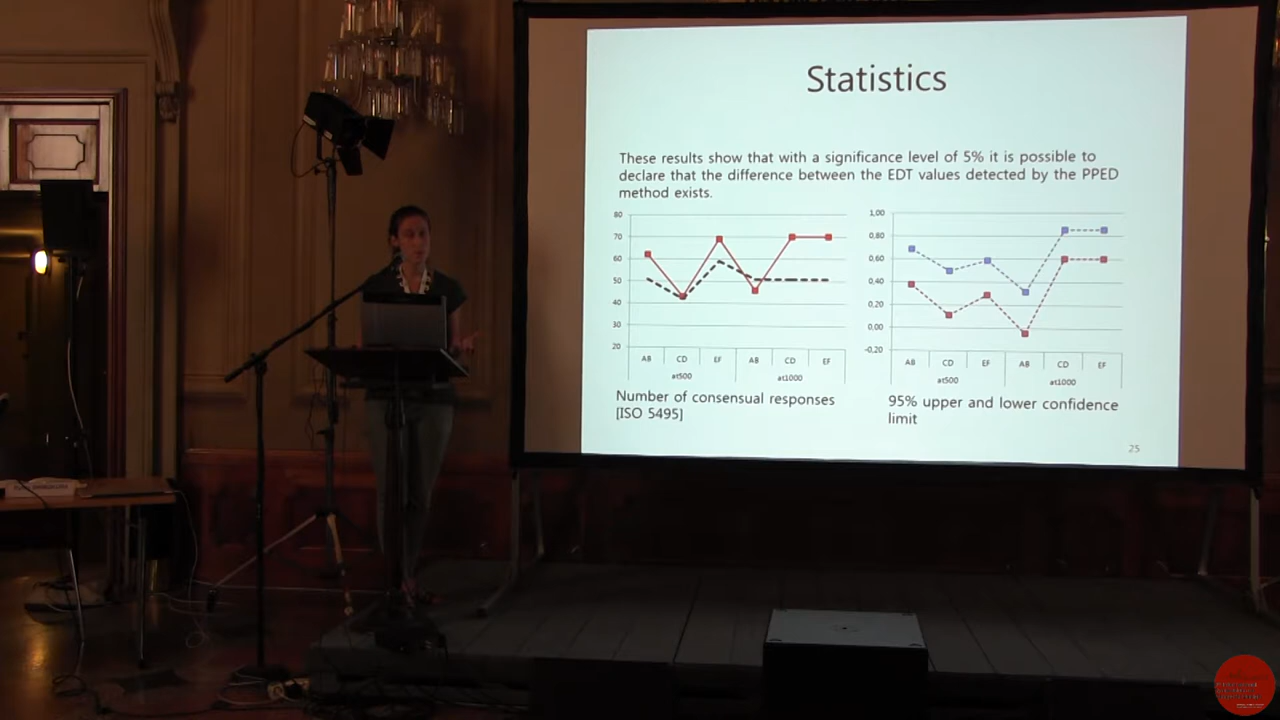 Statistics
These results show that with a significance level of 5% it is possible to
declare that the difference between the EDT values detected by the PPED
method exists.
80
70
60
50
40
30
20
AB CD EF AB CD EF
at500 at1000
Number of consensual responses
[ISO 5495]
1,00
0,80
0,60
0,40
0,20
0,00
-0,20
AB CD EF AB CD EF
at500 at1000
95% upper and lower confidence
limit
25